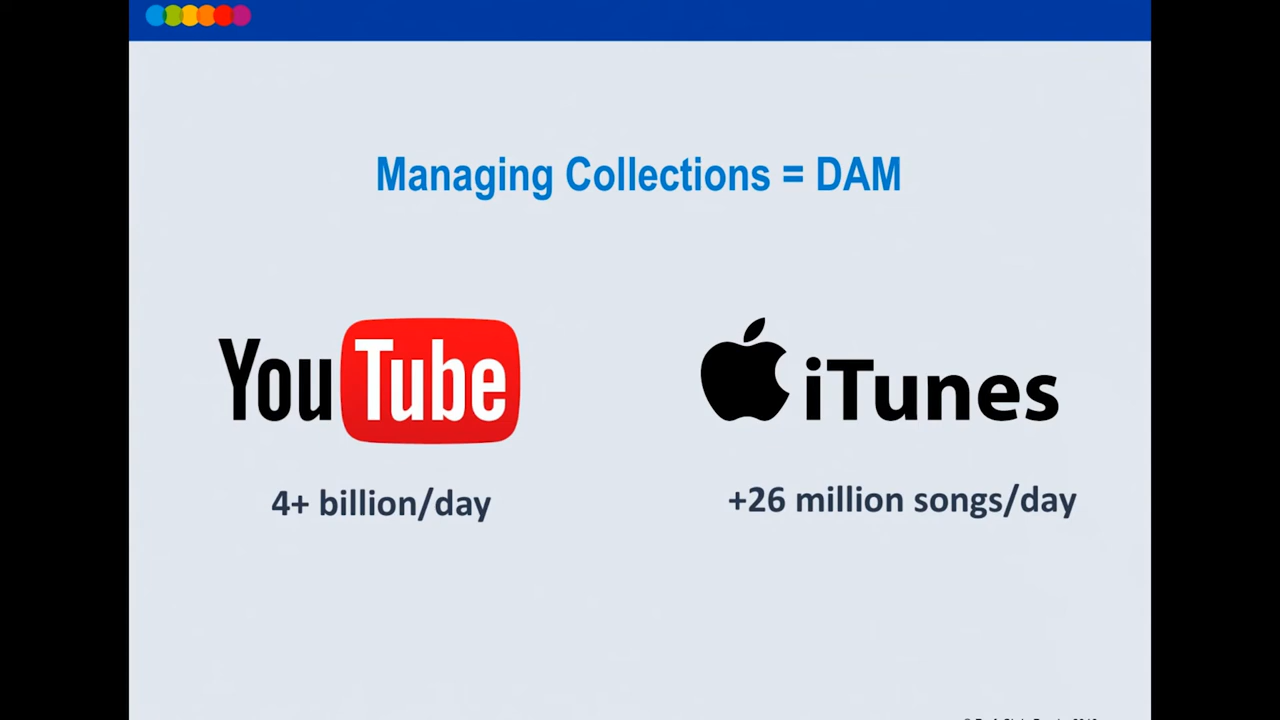 Managing Collections = DAM
YouTube
iTunes
4+ billion/day
+26 million songs/day